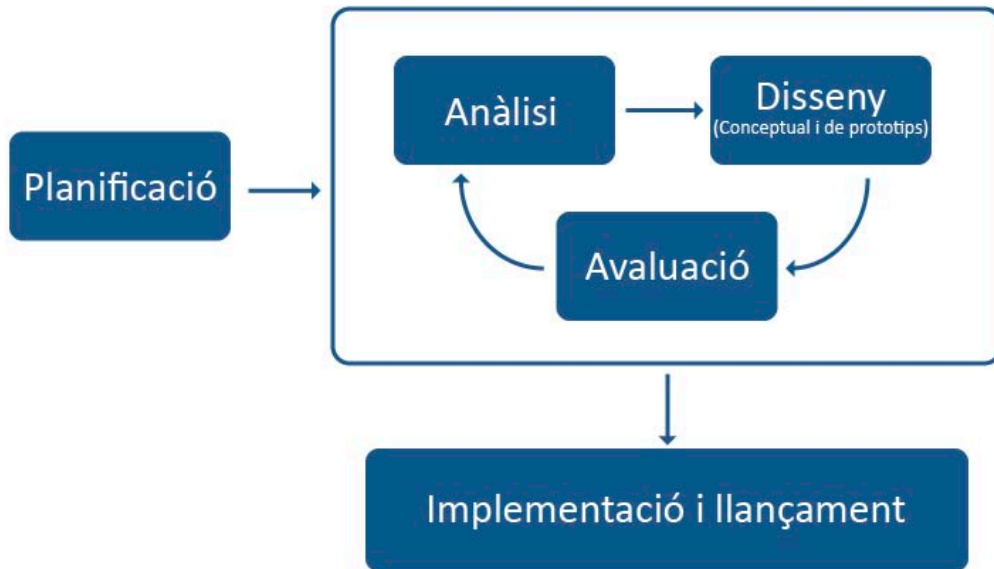 Planificació
Anàlisi
Disseny
(Conceptual i de prototips)
Avaluació
Implementació i llançament